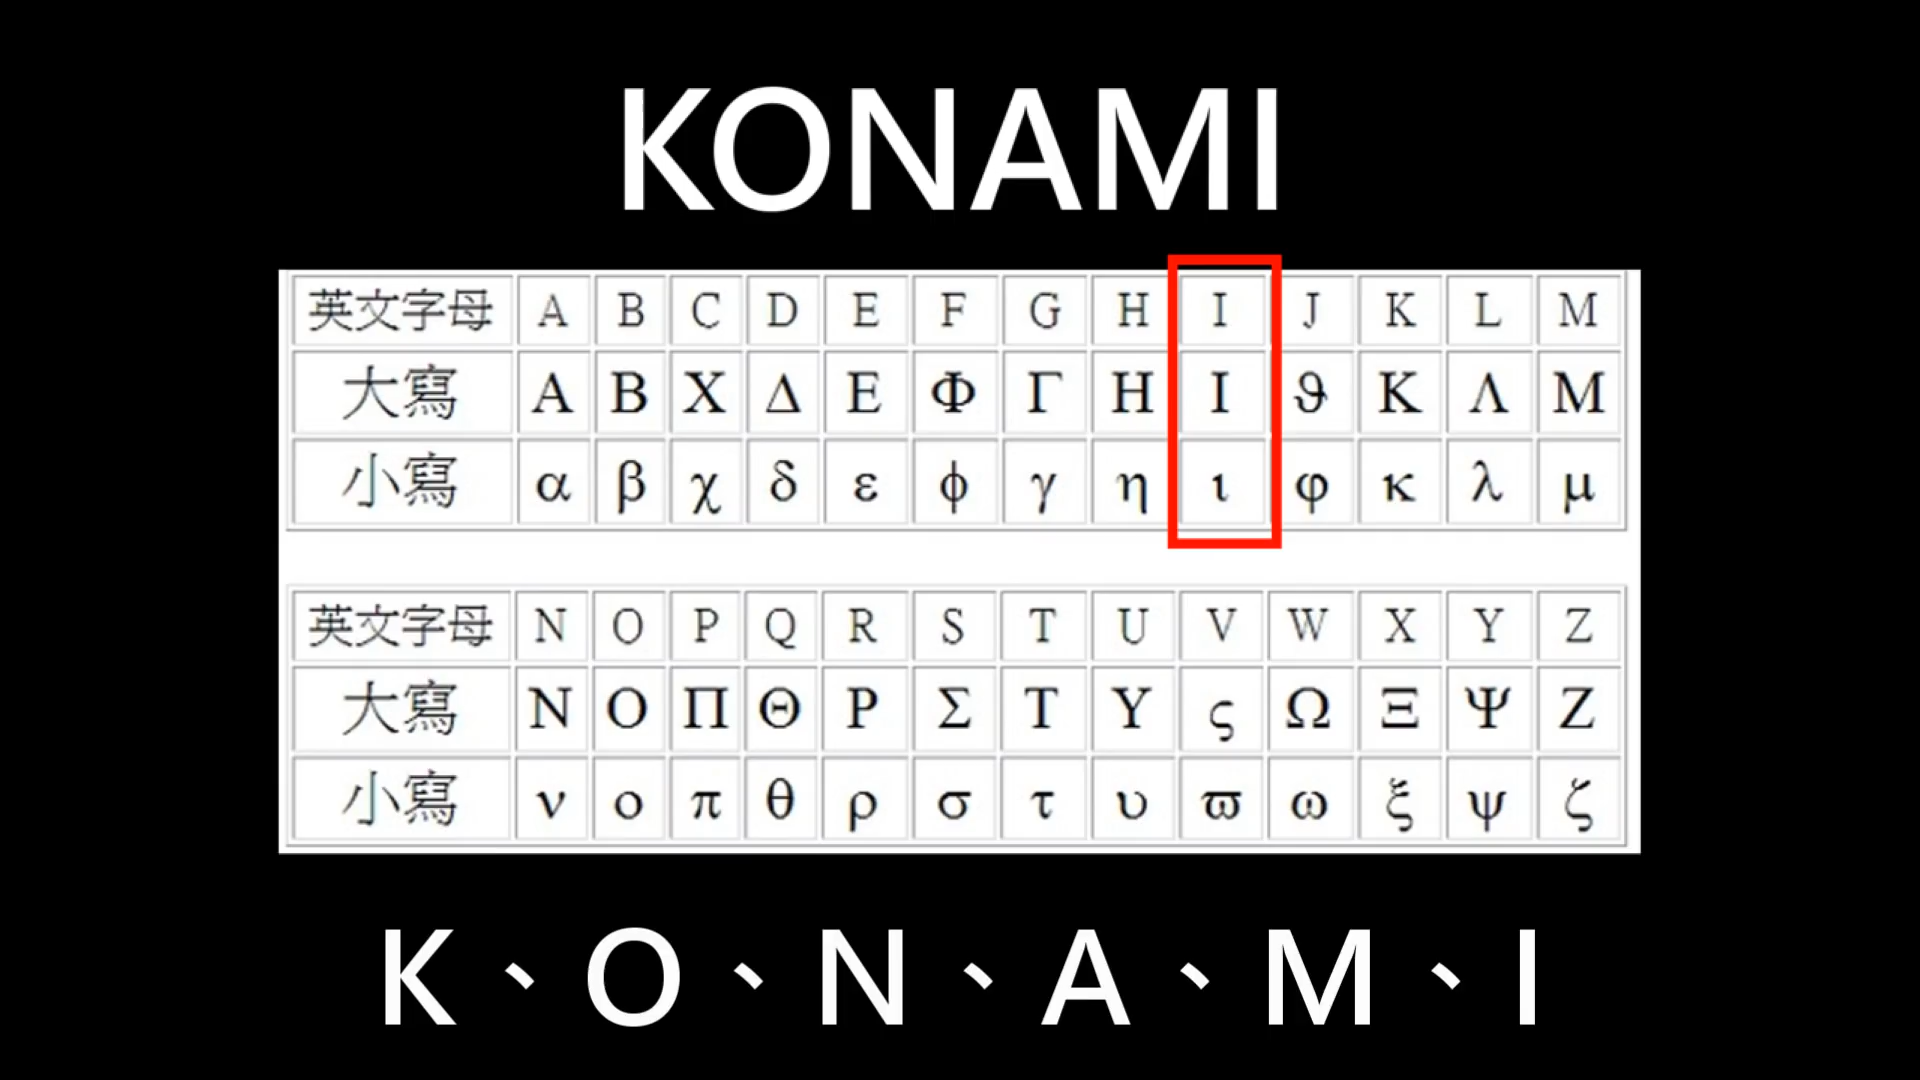 KONAMI
英文字母 A B C D E F G H I J K L M
大寫 Α Β Χ Δ Ε Φ Γ Η Ι ϑ Κ Λ Μ
小寫 α β χ δ ε ϕ γ η ι φ κ λ μ
英文字母 N O P Q R S T U V W X Y Z
大寫 Ν Ο Π Θ Ρ Σ Τ Υ ς Ω Ξ Ψ Ζ
小寫 ν ο π θ ρ σ τ υ ϖ ω ξ ψ ζ
K、O、N、A、M、I